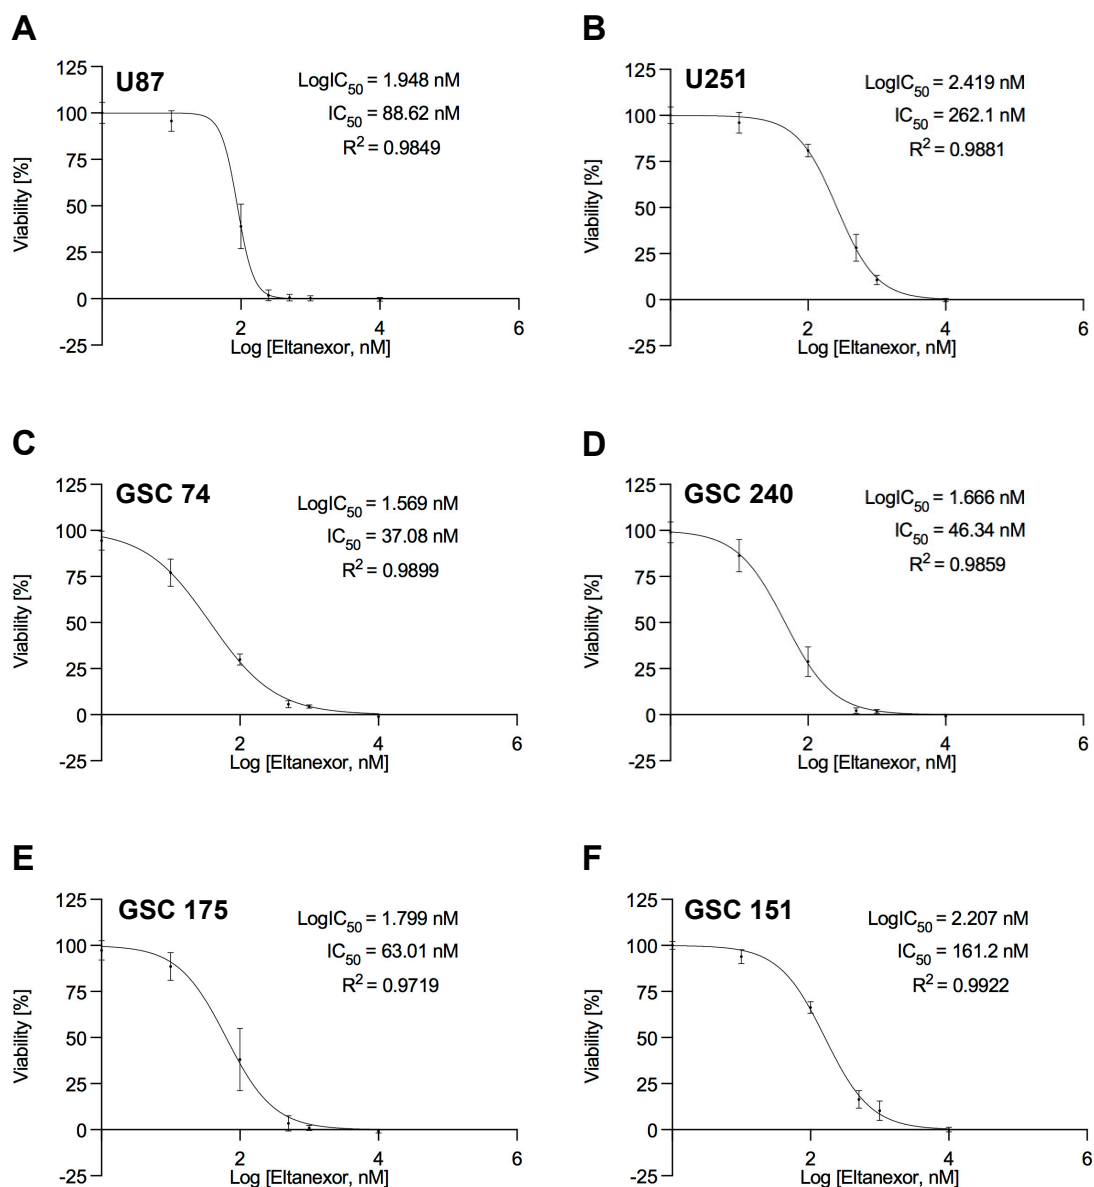 A
U87
LogIC50 = 1.948 nM
IC50 = 88.62 nM
R2 = 0.9849
125
100
75
50
25
0
-25
Viability [%]
2
4
6
Log [Eltanexor, nM]
B
U251
LogIC50 = 2.419 nM
IC50 = 262.1 nM
R2 = 0.9881
125
100
75
50
25
0
-25
Viability [%]
2
4
6
Log [Eltanexor, nM]
C
GSC 74
LogIC50 = 1.569 nM
IC50 = 37.08 nM
R2 = 0.9899
125
100
75
50
25
0
-25
Viability [%]
2
4
6
Log [Eltanexor, nM]
D
GSC 240
LogIC50 = 1.666 nM
IC50 = 46.34 nM
R2 = 0.9859
125
100
75
50
25
0
-25
Viability [%]
2
4
6
Log [Eltanexor, nM]
E
GSC 175
LogIC50 = 1.799 nM
IC50 = 63.01 nM
R2 = 0.9719
125
100
75
50
25
0
-25
Viability [%]
2
4
6
Log [Eltanexor, nM]
F
GSC 151
LogIC50 = 2.207 nM
IC50 = 161.2 nM
R2 = 0.9922
125
100
75
50
25
0
-25
Viability [%]
2
4
6
Log [Eltanexor, nM]